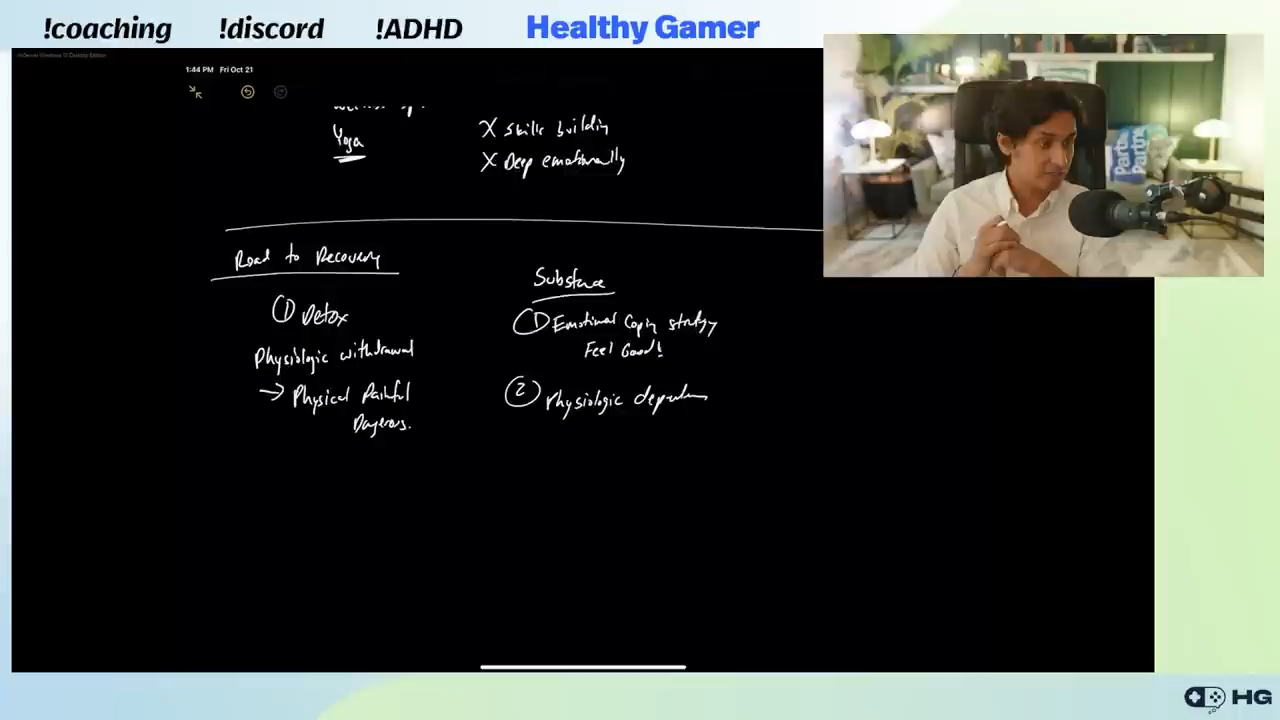 !coaching !discord !ADHD Healthy Gamer
1:44 PM Fri Oct 21
Yoga
X Skills building
X Deep emotionally
Road to Recovery
① Detox
Physiologic withdrawal
→ Physical Painful
Dangerous.
Substance
① Emotional Coping strategy
Feel Good!
② Physiologic dependence
HG